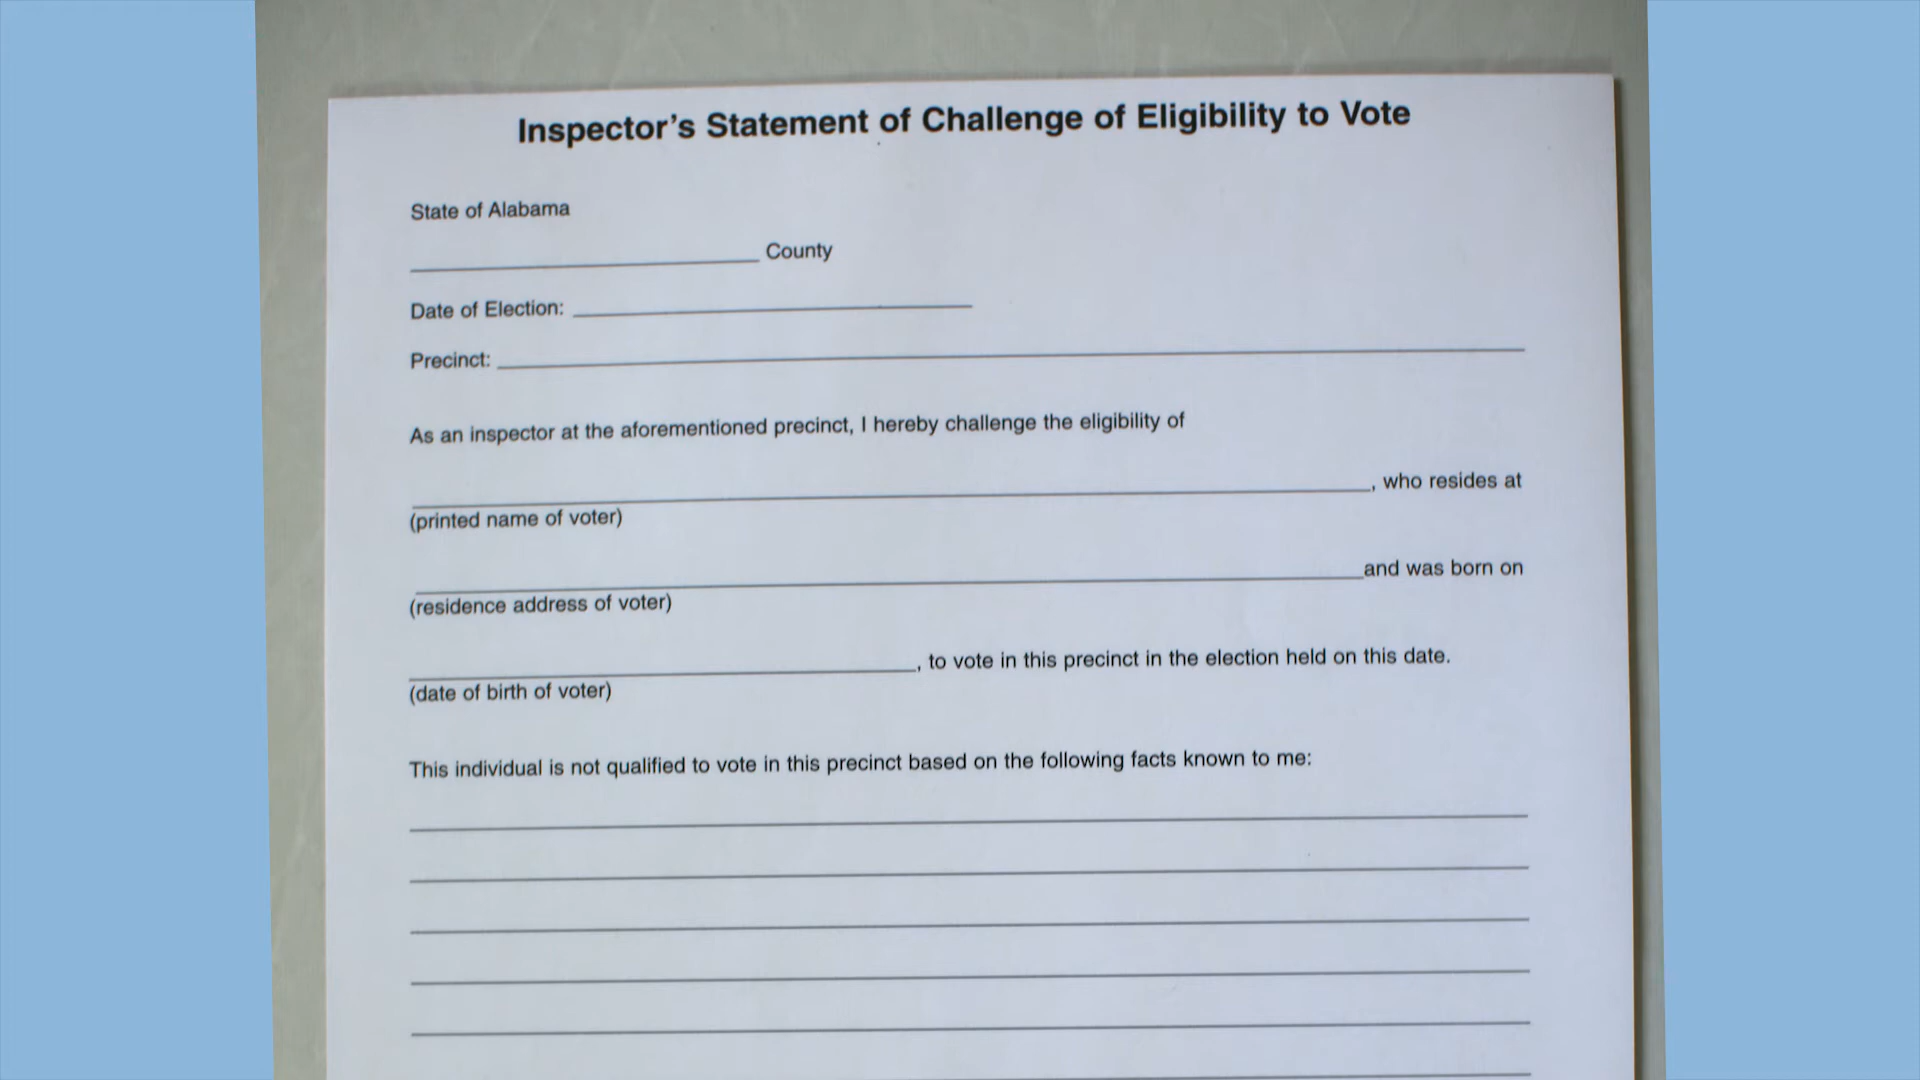 Inspector's Statement of Challenge of Eligibility to Vote
State of Alabama
County
Date of Election:
Precinct:
As an inspector at the aforementioned precinct, I hereby challenge the eligibility of
, who resides at
(printed name of voter)
and was born on
(residence address of voter)
, to vote in this precinct in the election held on this date.
(date of birth of voter)
This individual is not qualified to vote in this precinct based on the following facts known to me: